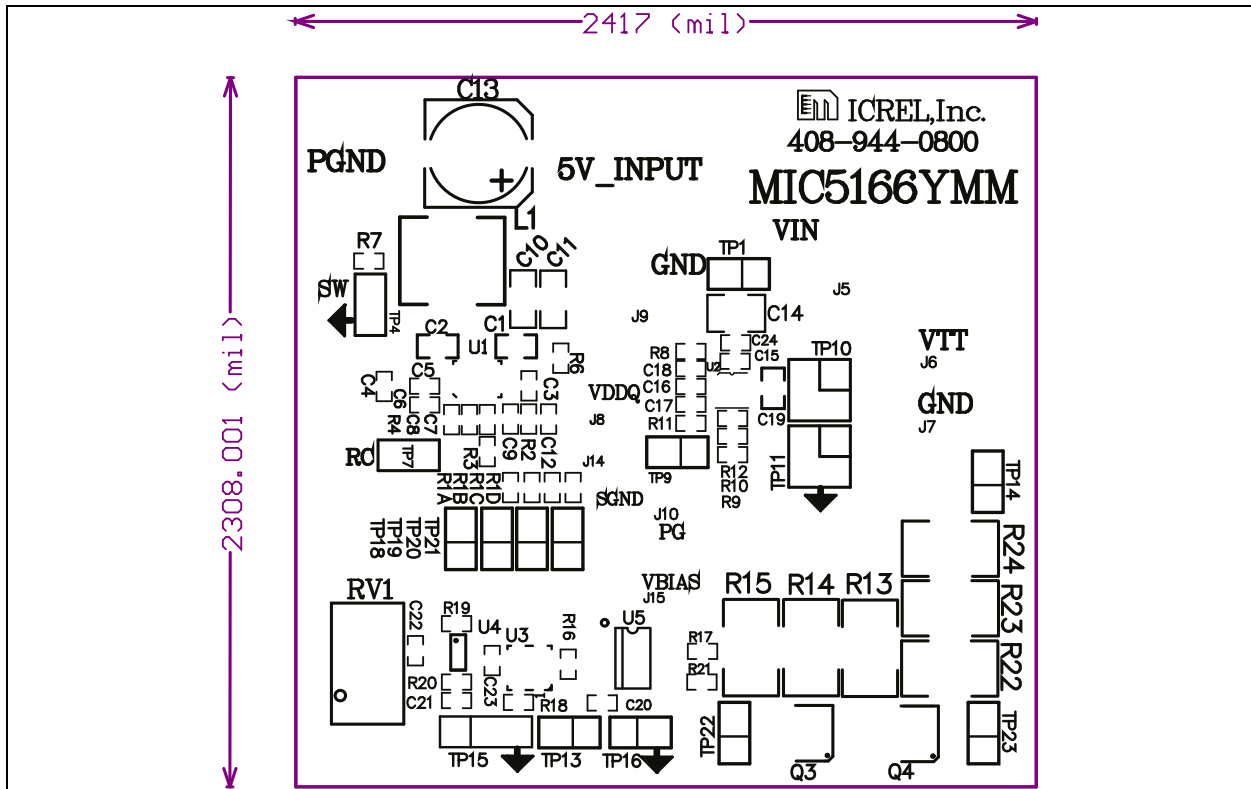 2417 (mil)
2308.001 (mil)
C13
ICREL,Inc.
408-944-0800
MIC5166YMM
PGND
5V_INPUT
L1
VIN
R7
C10
C11
TP1
GND
SW
TP4
J5
C14
J9
C2
C1
U1
R6
R8
C18
U2
C24
C15
TP10
VTT
J6
C4
C5
C3
VDDQ
C16
C17
R11
C19
GND
J7
C6
R4
C8
C7
J8
RC
TP7
R3
C9
R2
C12
J14
TP9
R12
R10
R9
TP11
TP14
R1A
R1B
R1C
R1D
SGND
J10
PG
TP18
TP19
TP20
TP21
R24
RV1
VBIAS
J15
R15
R14
R13
R23
C22
R19
U4
U3
R16
U5
R17
R22
R20
C21
C23
R18
C20
R21
TP15
TP13
TP16
TP22
Q3
Q4
TP23